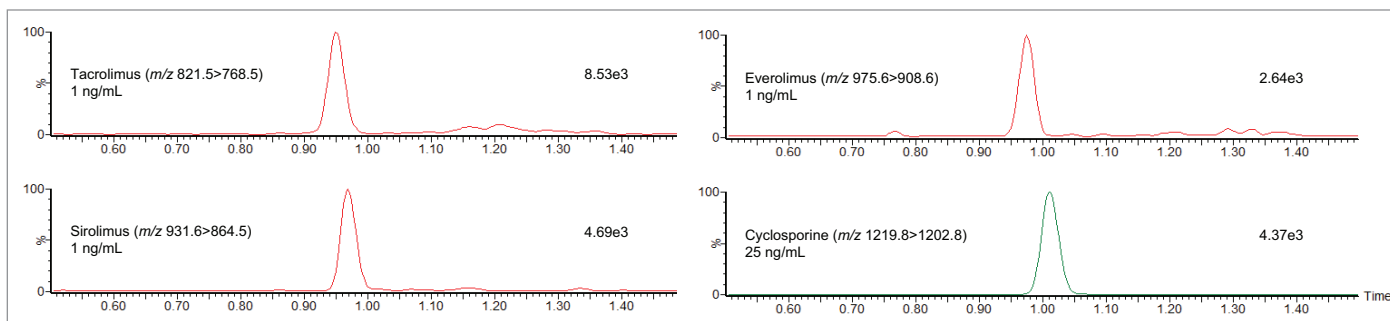 100
%
0
Tacrolimus (m/z 821.5>768.5)
1 ng/mL
8.53e3
0.60 0.70 0.80 0.90 1.00 1.10 1.20 1.30 1.40
100
%
0
Everolimus (m/z 975.6>908.6)
1 ng/mL
2.64e3
0.60 0.70 0.80 0.90 1.00 1.10 1.20 1.30 1.40
100
%
0
Sirolimus (m/z 931.6>864.5)
1 ng/mL
4.69e3
0.60 0.70 0.80 0.90 1.00 1.10 1.20 1.30 1.40
100
%
0
Cyclosporine (m/z 1219.8>1202.8)
25 ng/mL
4.37e3
0.60 0.70 0.80 0.90 1.00 1.10 1.20 1.30 1.40
Time